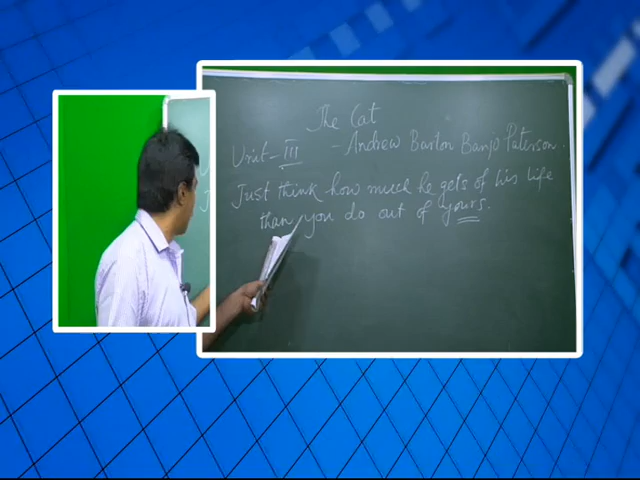 The Cat
Unit-III
- Andrew Barton Banjo Paterson.
Just think how much he gets of his life
than you do out of yours.